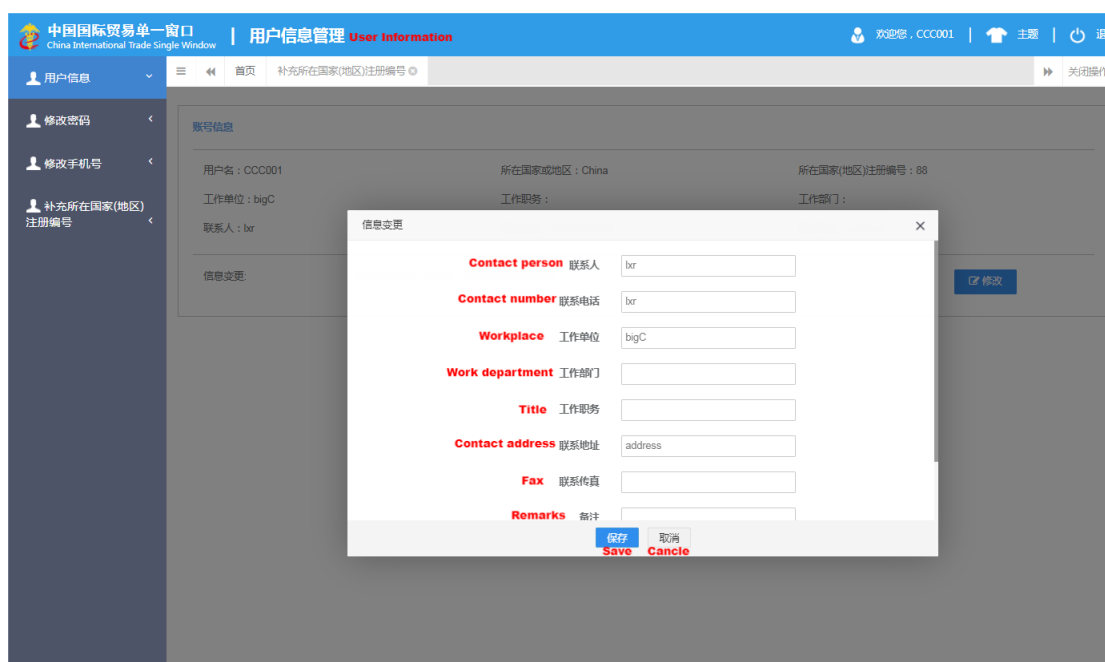 中国国际贸易单一窗口 | 用户信息管理 User Information 欢迎您，CCC001 | 主题 |
China International Trade Single Window
用户信息 首页 补充所在国家(地区)注册编号
修改密码
修改手机号
补充所在国家(地区)
注册编号
账号信息
用户名：CCC001 所在国家或地区：China 所在国家(地区)注册编号：88
工作单位：bigC 工作职务： 工作部门：
联系人：lxr
信息变更:
修改
信息变更
Contact person 联系人 lxr
Contact number 联系电话 lxr
Workplace 工作单位 bigC
Work department 工作部门
Title 工作职务
Contact address 联系地址 address
Fax 联系传真
Remarks 备注
保存 取消
Save Cancle